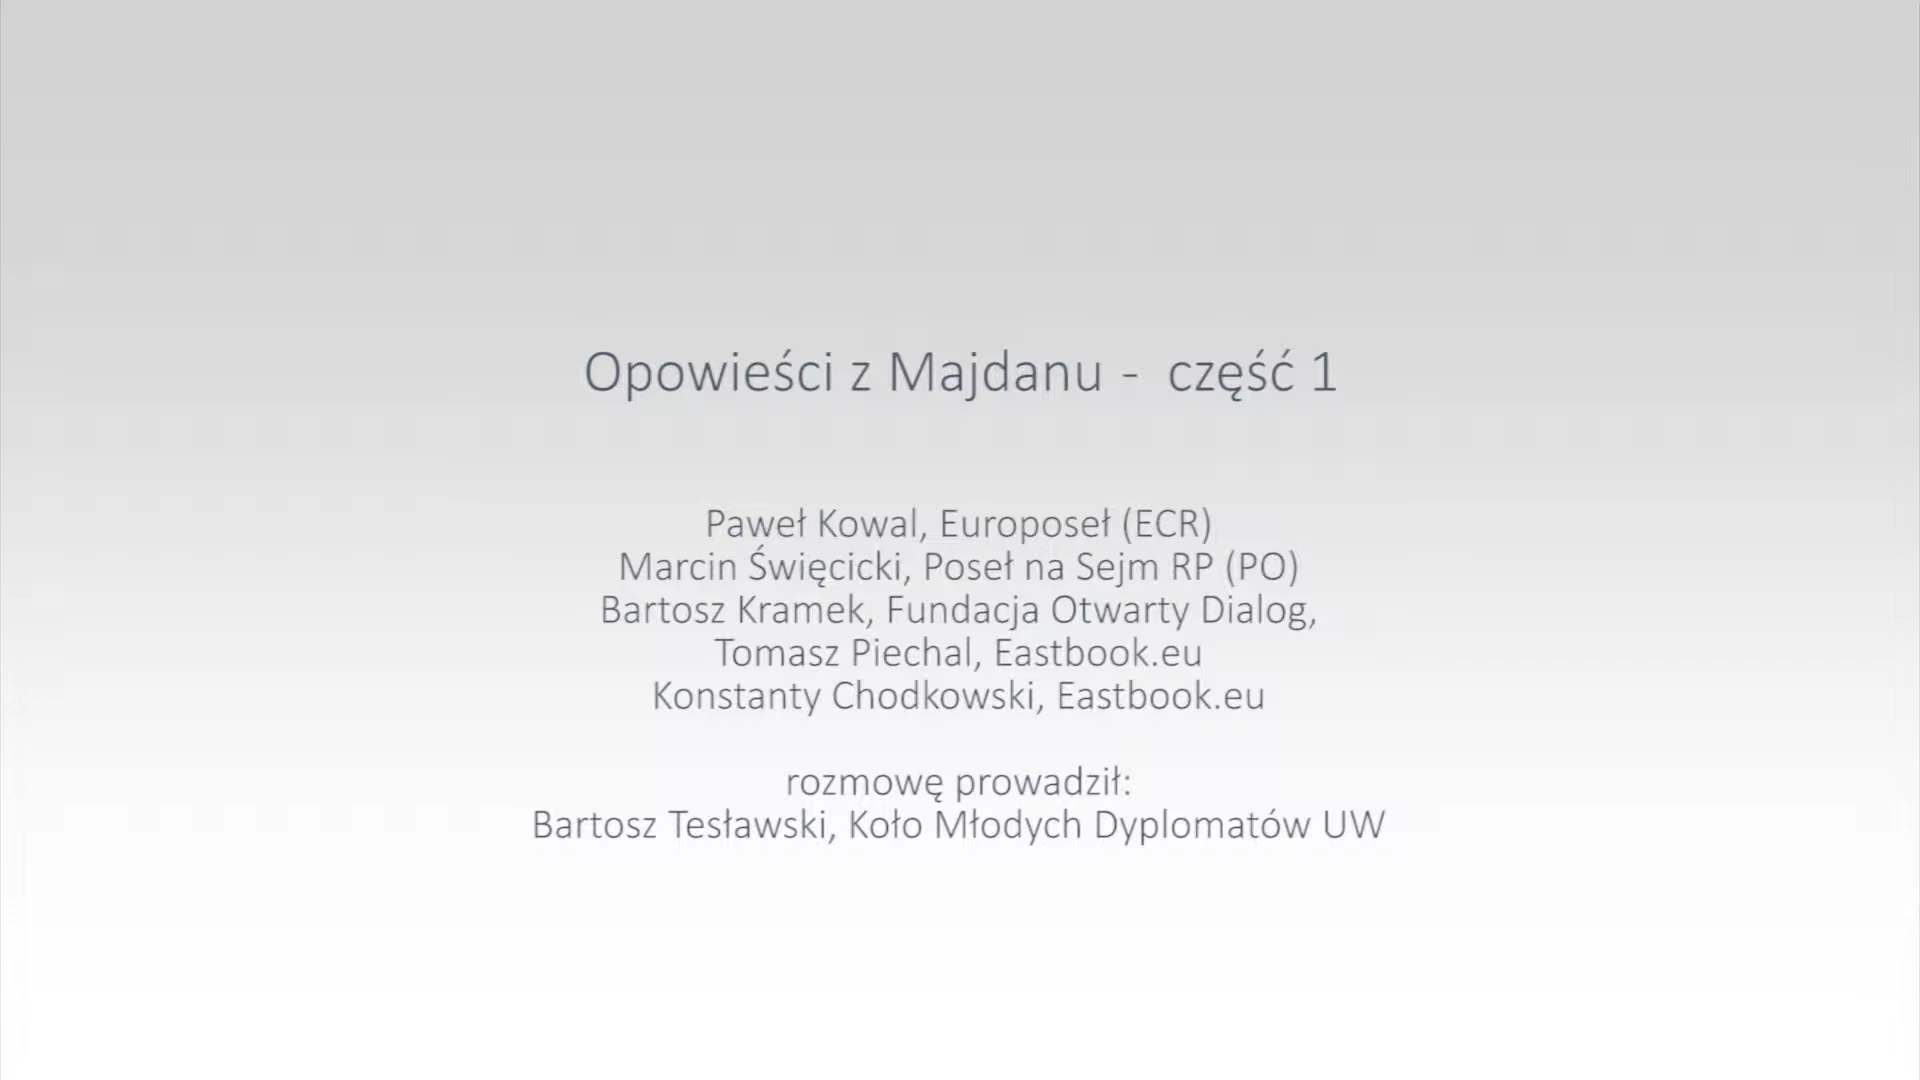 Opowieści z Majdanu - część 1
Paweł Kowal, Europoseł (ECR)
Marcin Święcicki, Poseł na Sejm RP (PO)
Bartosz Kramek, Fundacja Otwarty Dialog,
Tomasz Piechal, Eastbook.eu
Konstanty Chodkowski, Eastbook.eu
rozmowę prowadził:
Bartosz Tesławski, Koło Młodych Dyplomatów UW